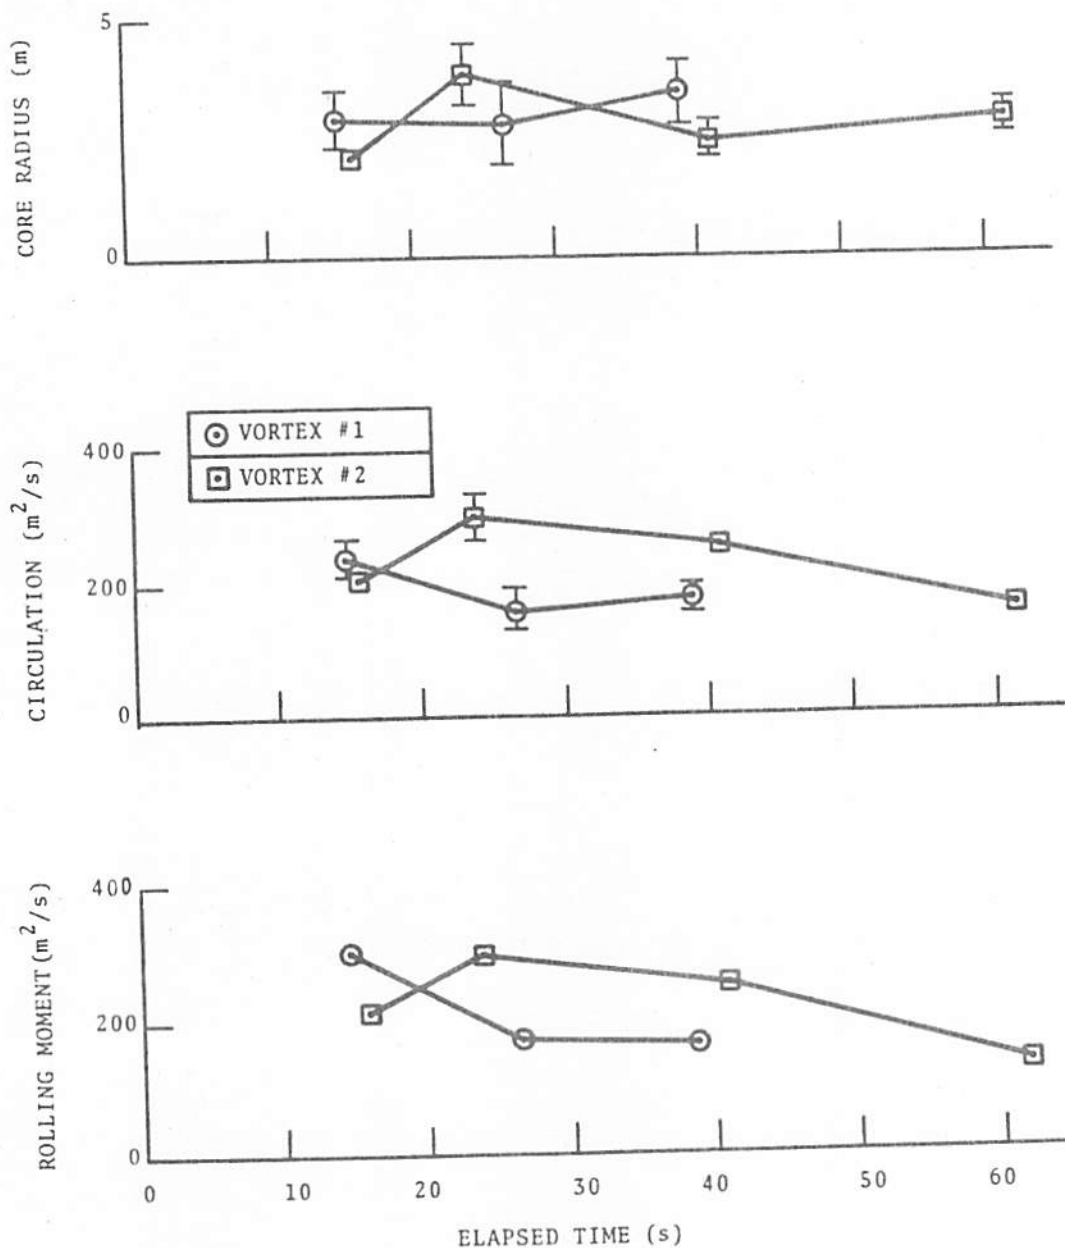 5
CORE RADIUS (m)
0
VORTEX #1
VORTEX #2
400
CIRCULATION (m²/s)
200
0
400
ROLLING MOMENT(m²/s)
200
0
0 10 20 30 40 50 60
ELAPSED TIME (s)